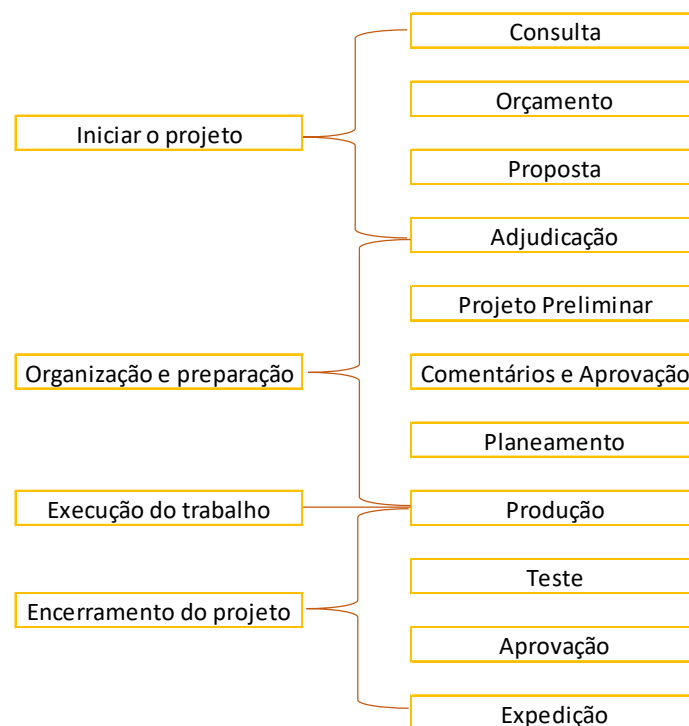 Consulta
Orçamento
Iniciar o projeto
Proposta
Adjudicação
Projeto Preliminar
Organização e preparação
Comentários e Aprovação
Planeamento
Execução do trabalho
Produção
Teste
Encerramento do projeto
Aprovação
Expedição